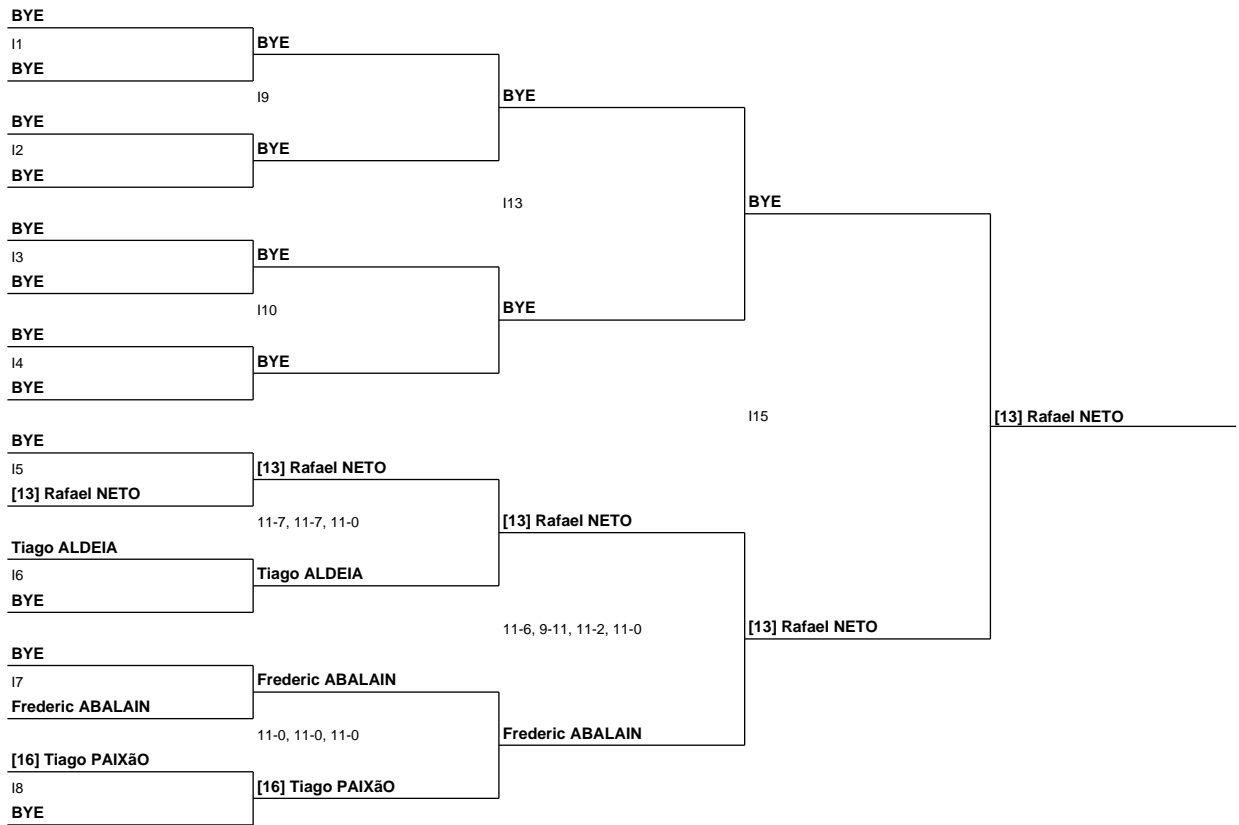 BYE
I1
BYE
BYE
I9
BYE
BYE
I2
BYE
BYE
I13
BYE
BYE
I3
BYE
BYE
I10
BYE
BYE
I4
BYE
BYE
I15
[13] Rafael NETO
BYE
I5
[13] Rafael NETO
[13] Rafael NETO
11-7, 11-7, 11-0
[13] Rafael NETO
Tiago ALDEIA
I6
Tiago ALDEIA
BYE
11-6, 9-11, 11-2, 11-0
[13] Rafael NETO
BYE
I7
Frederic ABALAIN
Frederic ABALAIN
11-0, 11-0, 11-0
Frederic ABALAIN
[16] Tiago PAIXãO
I8
[16] Tiago PAIXãO
BYE